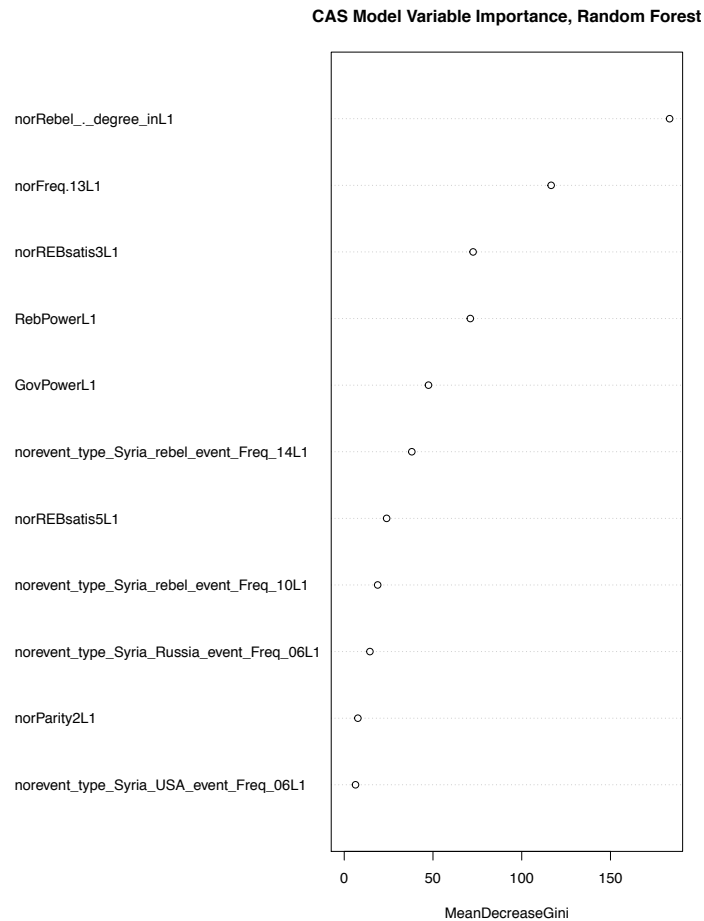 CAS Model Variable Importance, Random Forest
norRebel_._degree_inL1
norFreq.13L1
norREBsatis3L1
RebPowerL1
GovPowerL1
norevent_type_Syria_rebel_event_Freq_14L1
norREBsatis5L1
norevent_type_Syria_rebel_event_Freq_10L1
norevent_type_Syria_Russia_event_Freq_06L1
norParity2L1
norevent_type_Syria_USA_event_Freq_06L1
0 50 100 150
MeanDecreaseGini